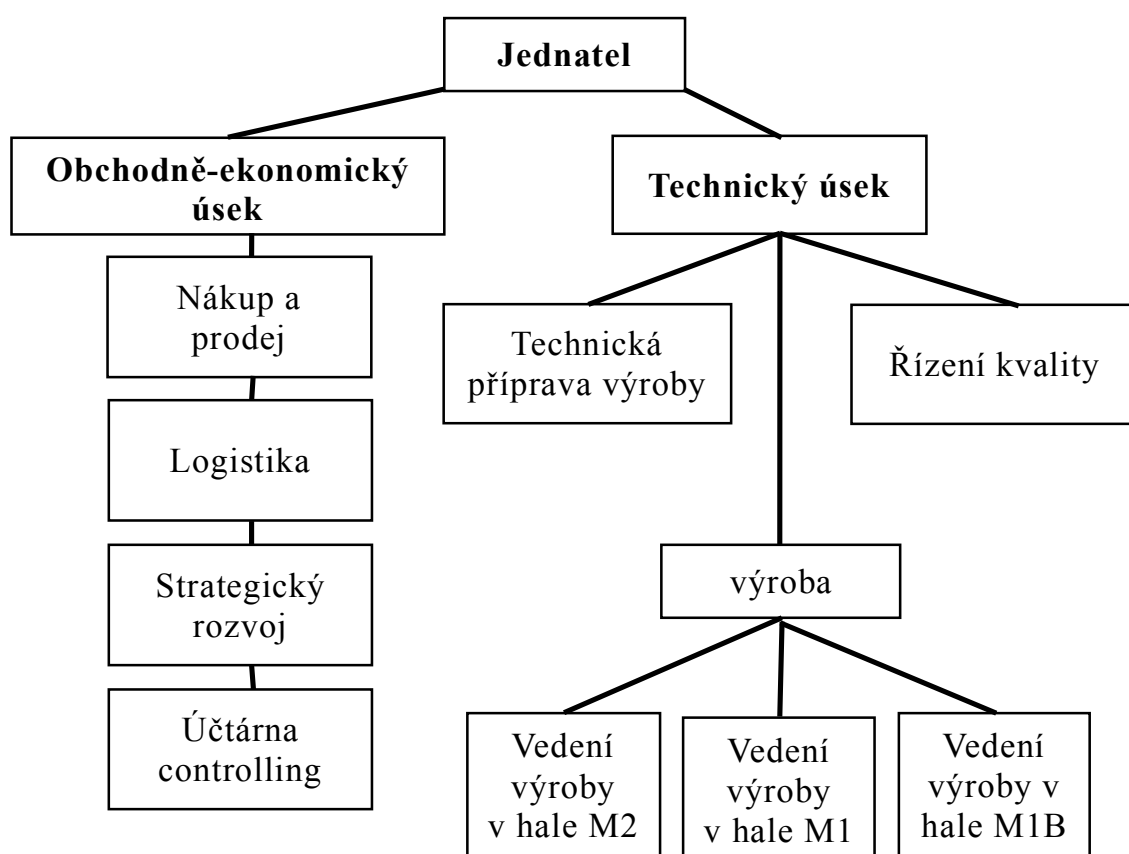 Jednatel
Obchodně-ekonomický
úsek
Technický úsek
Nákup a
prodej
Technická
příprava výroby
Řízení kvality
Logistika
Strategický
rozvoj
výroba
Účtárna
controlling
Vedení
výroby
v hale M2
Vedení
výroby
v hale M1
Vedení
výroby v
hale M1B